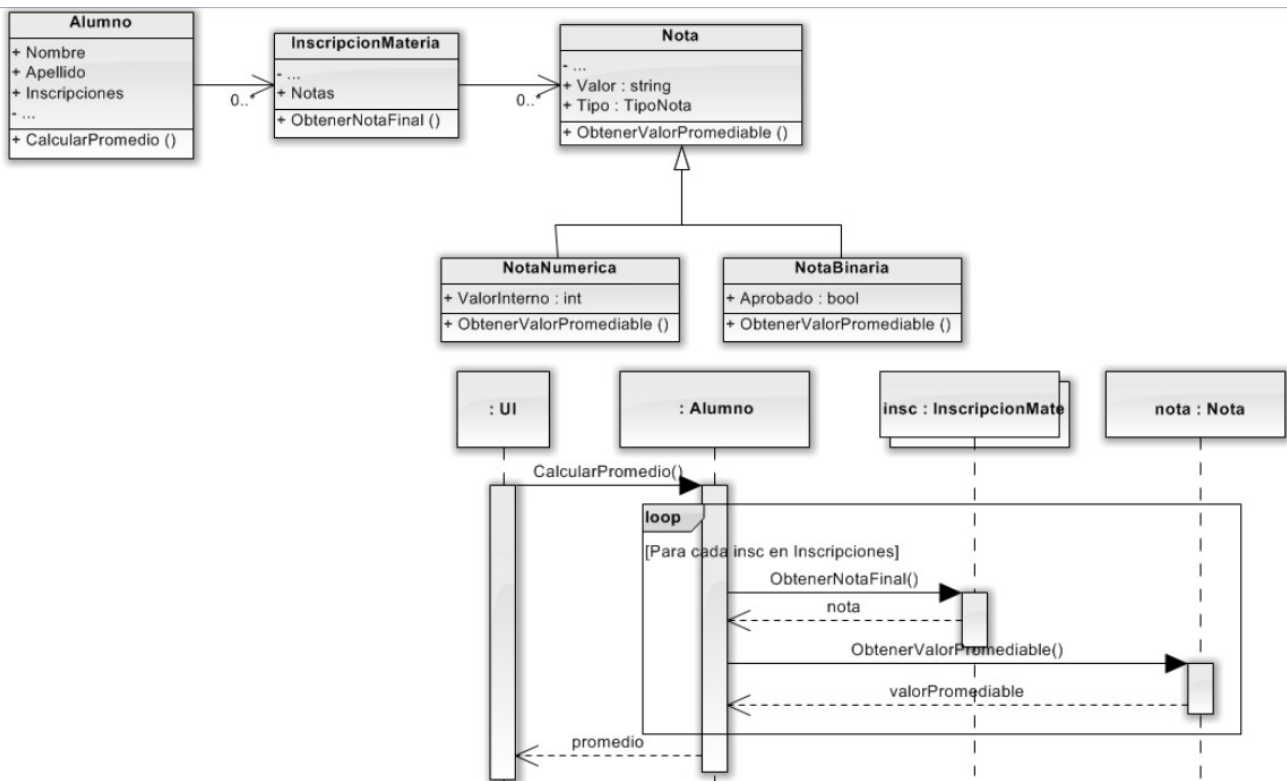 Alumno
+ Nombre
+ Apellido
+ Inscripciones
- ...
+ CalcularPromedio ()
0..*
InscripcionMateria
- ...
+ Notas
+ ObtenerNotaFinal ()
0..*
Nota
- ...
+ Valor : string
+ Tipo : TipoNota
+ ObtenerValorPromediable ()
NotaNumerica
+ ValorInterno : int
+ ObtenerValorPromediable ()
NotaBinaria
+ Aprobado : bool
+ ObtenerValorPromediable ()
: UI
: Alumno
insc : InscripcionMate
nota : Nota
CalcularPromedio()
loop
[Para cada insc en Inscripciones]
ObtenerNotaFinal()
nota
ObtenerValorPromediable()
valorPromediable
promedio